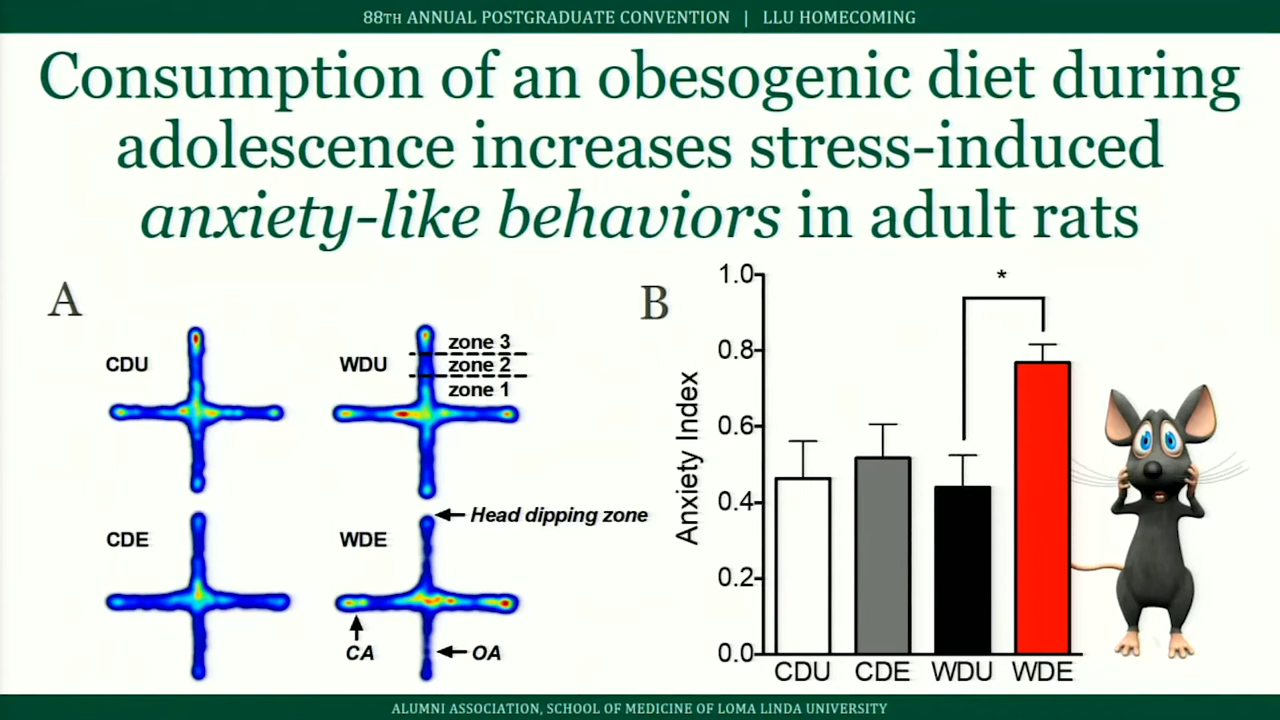 88TH ANNUAL POSTGRADUATE CONVENTION | LLU HOMECOMING
Consumption of an obesogenic diet during
adolescence increases stress-induced
anxiety-like behaviors in adult rats
A
CDU
WDU
zone 3
zone 2
zone 1
Head dipping zone
CDE
WDE
CA
OA
B
*
Anxiety Index
1.0
0.8
0.6
0.4
0.2
0.0
CDU CDE WDU WDE
ALUMNI ASSOCIATION, SCHOOL OF MEDICINE OF LOMA LINDA UNIVERSITY